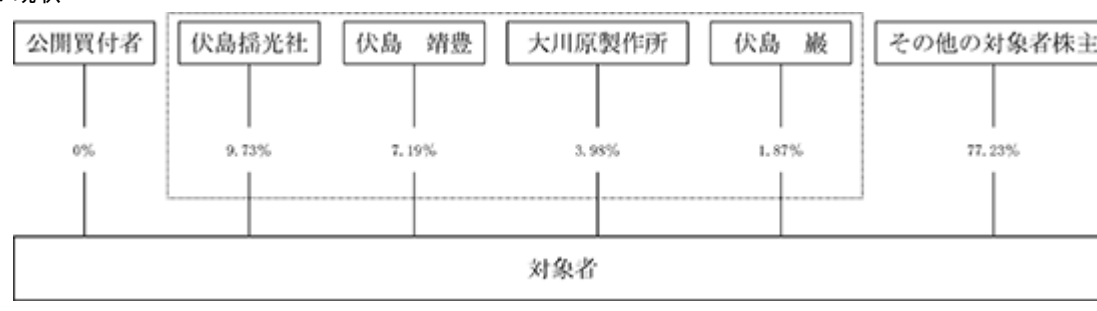 公開買付者 伏島揺光社 伏島 靖豊 大川原製作所 伏島 巌 その他の対象者株主
0% 9.73% 7.19% 3.98% 1.87% 77.23%
対象者